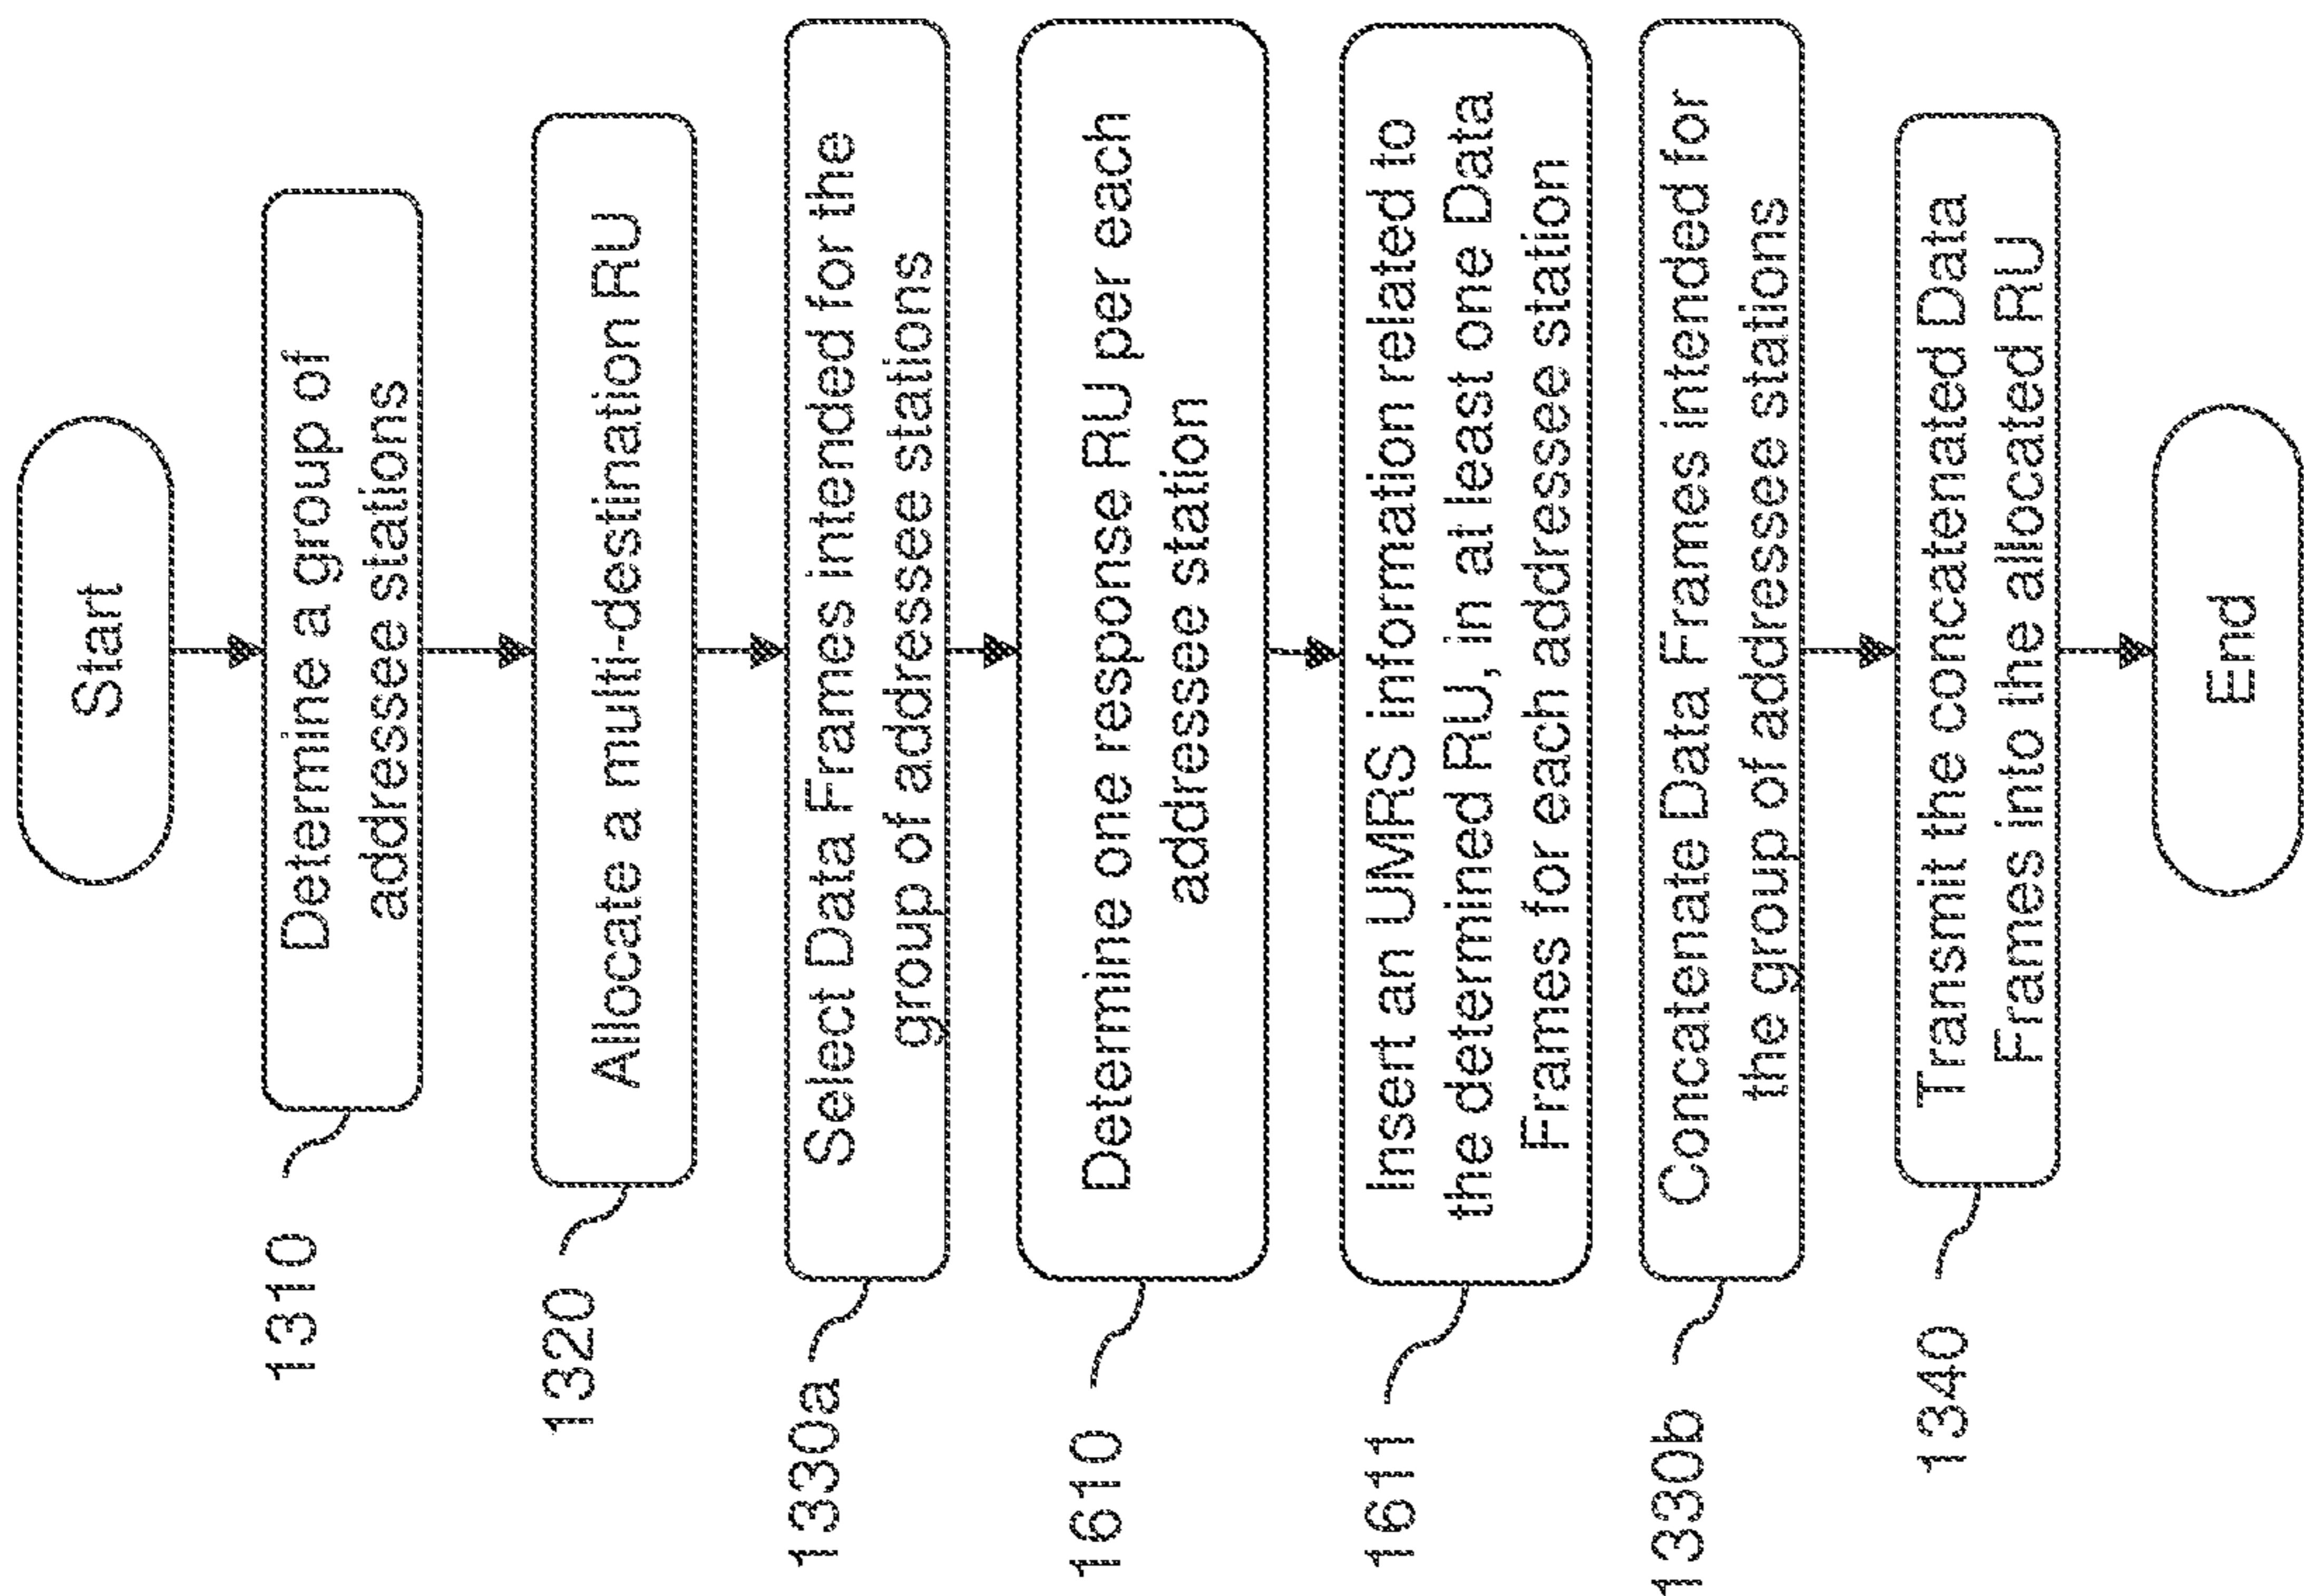 Start
1310
Determine a group of
addressee stations
1320
Allocate a multi-destination RU
1330a
Select Data Frames intended for the
group of addressee stations
1610
Determine one response RU per each
addressee station
1611
Insert an UMRS information related to
the determined RU, in at least one Data
Frames for each addressee station
1330b
Concatenate Data Frames intended for
the group of addressee stations
1340
Transmit the concatenated Data
Frames into the allocated RU
End